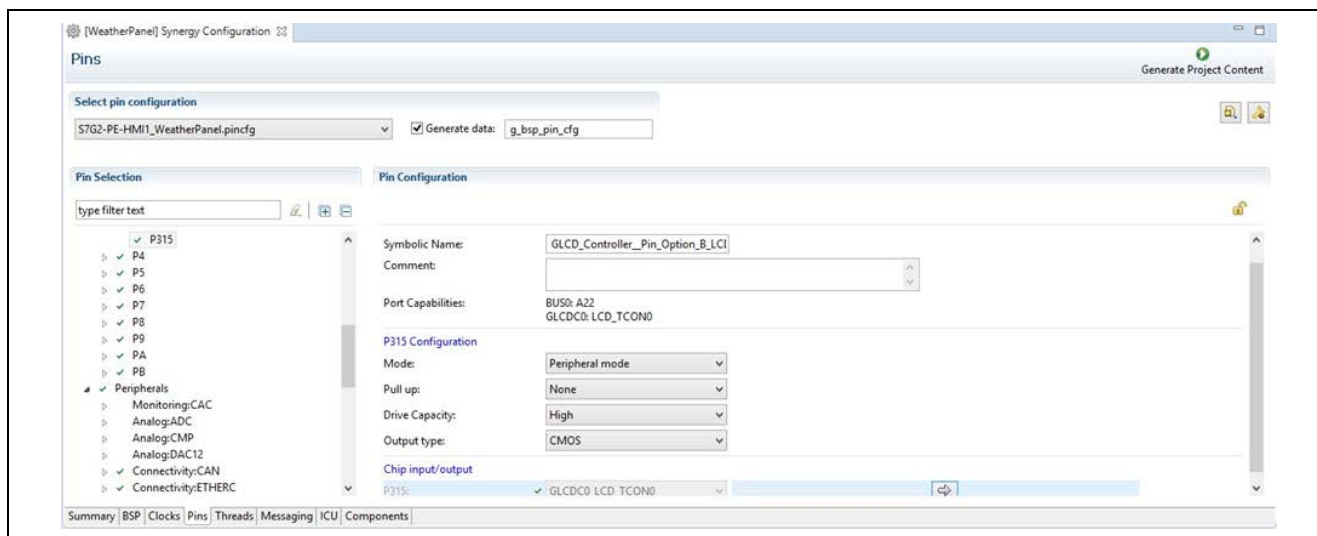 [WeatherPanel] Synergy Configuration
Pins
Generate Project Content
Select pin configuration
S7G2-PE-HMI1_WeatherPanel.pincfg
Generate data: g_bsp_pin_cfg
Pin Selection
Pin Configuration
type filter text
P315
P4
P5
P6
P7
P8
P9
PA
PB
Peripherals
Monitoring:CAC
Analog:ADC
Analog:CMP
Analog:DAC12
Connectivity:CAN
Connectivity:ETHERC
Symbolic Name: GLCD_Controller__Pin_Option_B_LCI
Comment:
Port Capabilities: BUS0: A22
GLCDC0: LCD_TCON0
P315 Configuration
Mode: Peripheral mode
Pull up: None
Drive Capacity: High
Output type: CMOS
Chip input/output
P315: GLCDC0 LCD TCON0
Summary BSP Clocks Pins Threads Messaging ICU Components